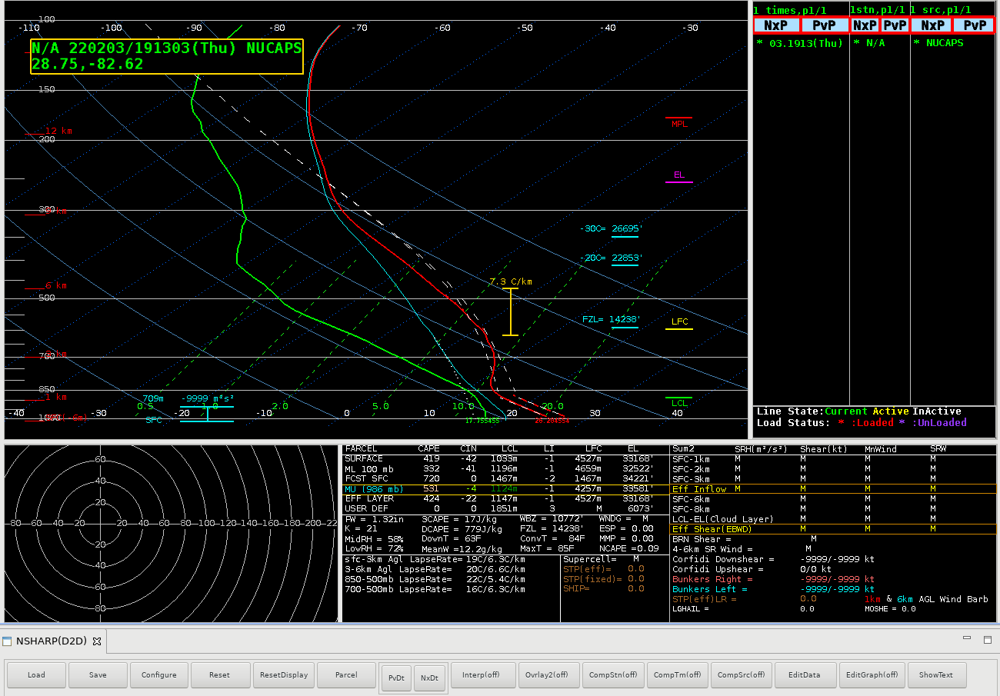 100
-110 -100 -90 -80 -70 -60 -50 -40 -30
N/A 220203/191303(Thu) NUCAPS
28.75,-82.62
150
12 km
200
MPL
EL
300
-30C= 26695'
-20C= 22853'
7.3 C/km
6 km
500
FZL= 14238'
LFC
700
850
709m -9999 m²s²
1 km
0.5 1.0 2.0 5.0 10.0 20.0
LCL
-40 -30 -20 -10 0 10 20 30 40
1000
SFC
17.755455 26.204554
1 times,p1/1 1stn,p1/1 1 src,p1/1
NxP PvP NxP PvP NxP PvP
* 03.1913(Thu) * N/A * NUCAPS
Line State:Current Active InActive
Load Status: * :Loaded * :UnLoaded
60
40
20
80 60 40 20 20 40 60 80 100 120 140 160 180 200 22
20
40
60
80
PARCEL CAPE CIN LCL LI LFC EL
SURFACE 419 -42 1033m -1 4527m 33168'
ML 100 mb 332 -41 1196m -1 4659m 32522'
FCST SFC 720 0 1467m -2 1467m 34221'
MU (986 mb) 531 -4 1124m -1 4257m 33581'
EFF LAYER 424 -22 1147m -1 4527m 33168'
USER DEF 0 0 1851m 3 M 6073'
PW = 1.32in 3CAPE = 17J/kg WBZ = 10772' WNDG = M
K = 21 DCAPE = 779J/kg FZL = 14238' ESP = 0.00
MidRH = 58% DownT = 63F ConvT = 84F MMP = 0.00
LowRH = 72% MeanW =12.2g/kg MaxT = 85F NCAPE =0.09
sfc-3km Agl LapseRate= 19C/6.3C/km
3-6km Agl LapseRate= 20C/6.6C/km
850-500mb LapseRate= 22C/5.4C/km
700-500mb LapseRate= 16C/6.3C/km
Supercell= M
STP(eff)= 0.0
STP(fixed)= 0.0
SHIP= 0.0
Sum2 SRH(m²/s²) Shear(kt) MnWind SRW
SFC-1km M M M M
SFC-2km M M M M
SFC-3km M M M M
Eff Inflow M M M M
SFC-6km M M M
SFC-8km M M M
LCL-EL(Cloud Layer) M M M
Eff Shear(EBWD) M M M
BRN Shear = M
4-6km SR Wind = M
Corfidi Downshear = -9999/-9999 kt
Corfidi Upshear = 0/0 kt
Bunkers Right = -9999/-9999 kt
Bunkers Left = -9999/-9999 kt
STP(eff)LR = 0.0 1km & 6km AGL Wind Barb
LGHAIL = 0.0 MOSHE = 0.0
NSHARP(D2D)
Load Save Configure Reset ResetDisplay Parcel PvDt NxDt Interp(off) Ovrlay2(off) CompStn(off) CompTm(off) CompSrc(off) EditData EditGraph(off) ShowText